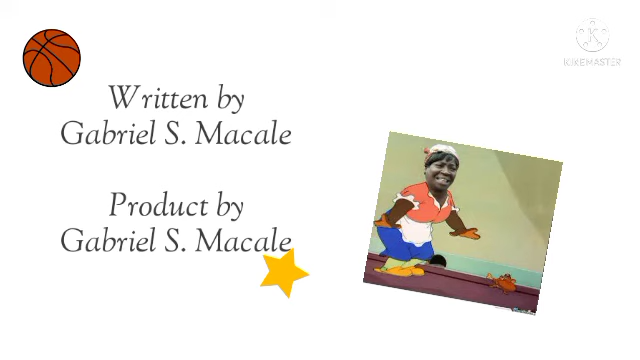 KINEMASTER
Written by
Gabriel S. Macale
Product by
Gabriel S. Macale